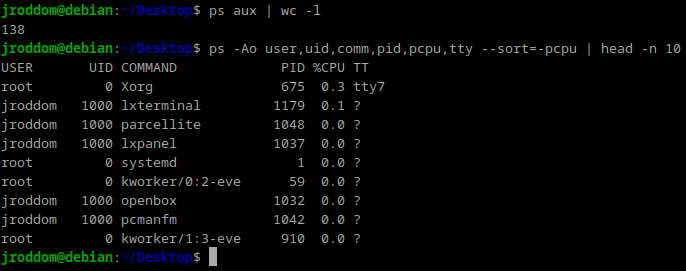 jroddom@debian:~/Desktop$ ps aux | wc -l
138
jroddom@debian:~/Desktop$ ps -Ao user,uid,comm,pid,pcpu,tty --sort=-pcpu | head -n 10
USER       UID COMMAND             PID %CPU TT
root         0 Xorg                675  0.3 tty7
jroddom   1000 lxterminal         1179  0.1 ?
jroddom   1000 parcellite         1048  0.0 ?
jroddom   1000 lxpanel            1037  0.0 ?
root         0 systemd               1  0.0 ?
root         0 kworker/0:2-eve      59  0.0 ?
jroddom   1000 openbox            1032  0.0 ?
jroddom   1000 pcmanfm            1042  0.0 ?
root         0 kworker/1:3-eve     910  0.0 ?
jroddom@debian:~/Desktop$